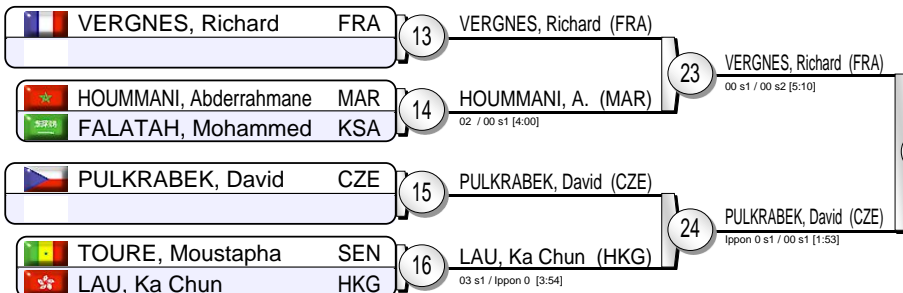 VERGNES, Richard FRA
13
VERGNES, Richard (FRA)
HOUMMANI, Abderrahmane MAR
FALATAH, Mohammed KSA
14
HOUMMANI, A. (MAR)
02 / 00 s1 [4:00]
23
VERGNES, Richard (FRA)
00 s1 / 00 s2 [5:10]
PULKRABEK, David CZE
15
PULKRABEK, David (CZE)
TOURE, Moustapha SEN
LAU, Ka Chun HKG
16
LAU, Ka Chun (HKG)
03 s1 / Ippon 0 [3:54]
24
PULKRABEK, David (CZE)
Ippon 0 s1 / 00 s1 [1:53]